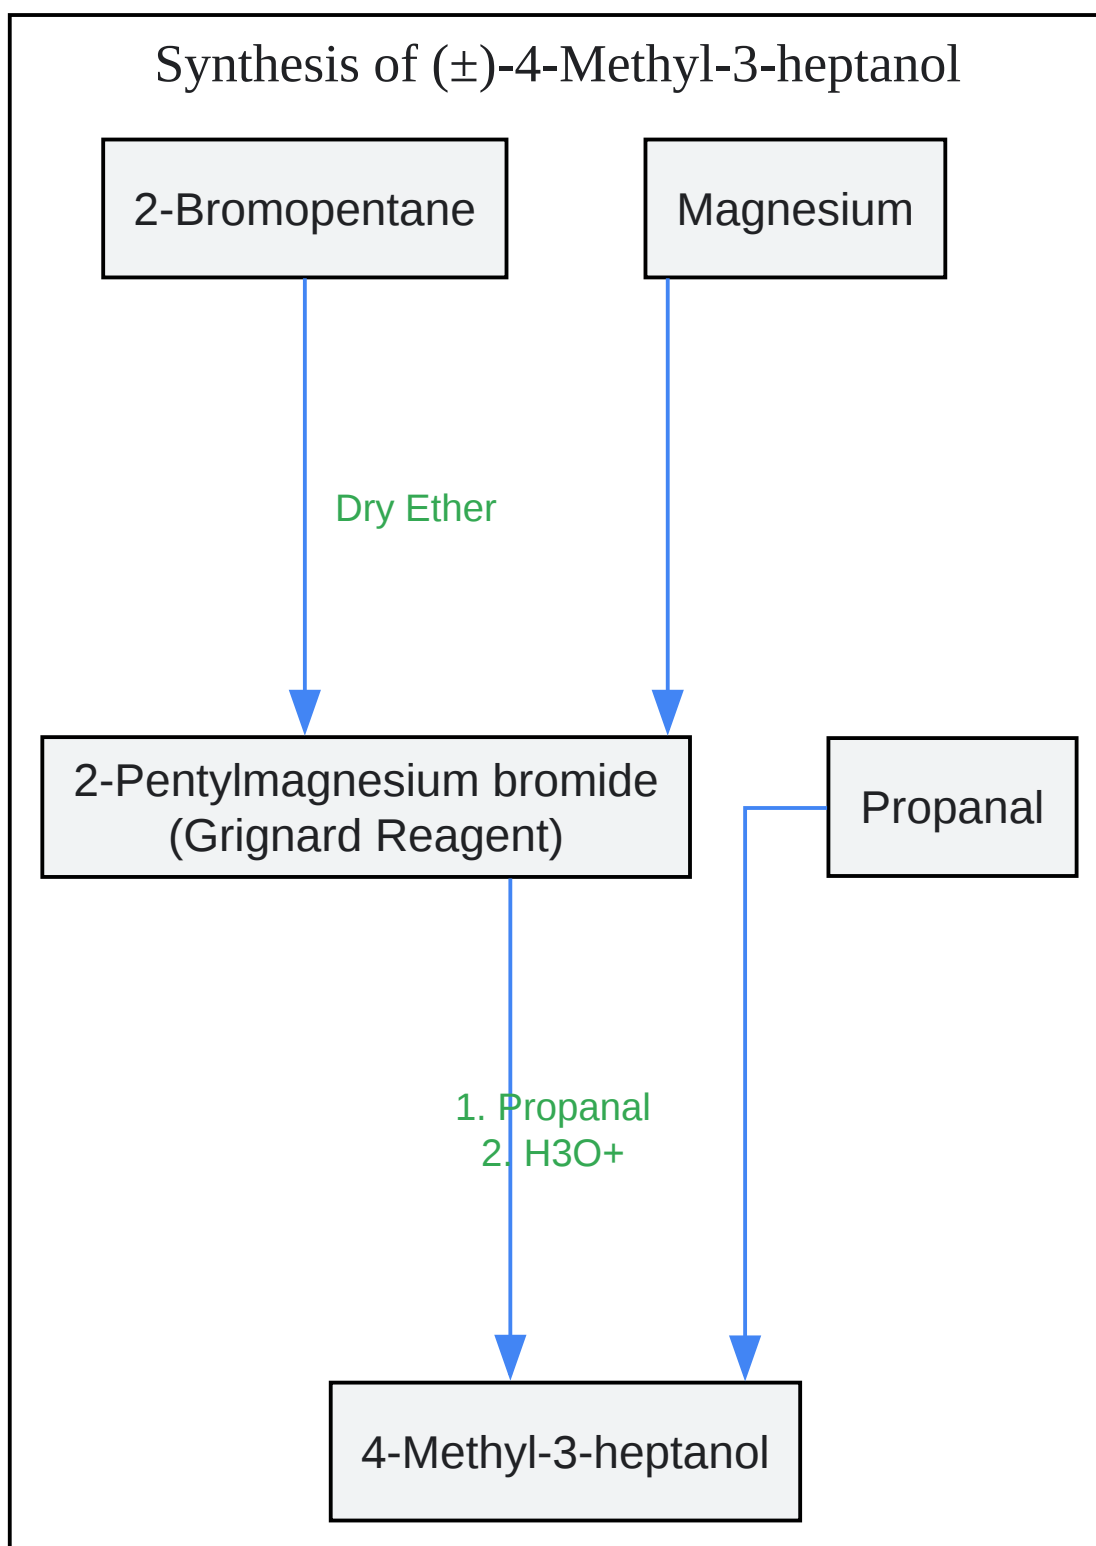 Synthesis of (±)-4-Methyl-3-heptanol
2-Bromopentane
Magnesium
Dry Ether
2-Pentylmagnesium bromide
(Grignard Reagent)
Propanal
1. Propanal
2. H3O+
4-Methyl-3-heptanol